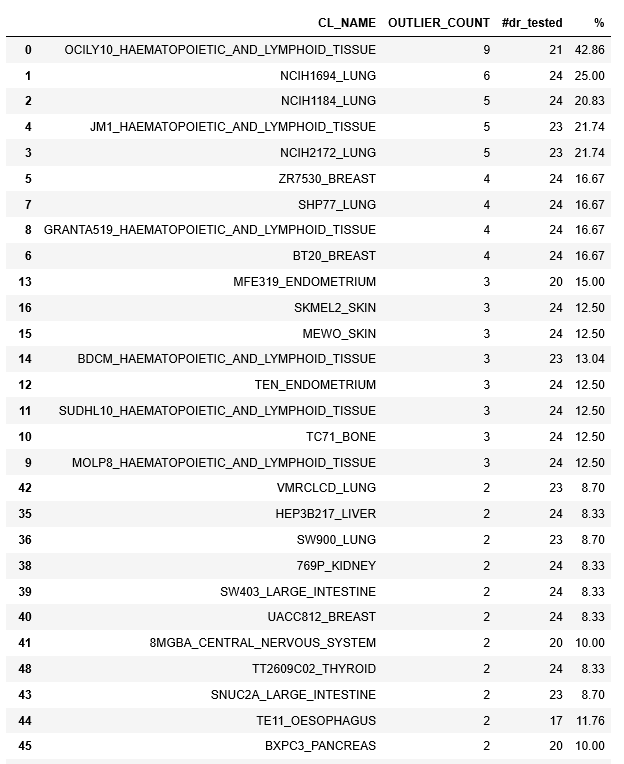 CL_NAME OUTLIER_COUNT #dr_tested %
0 OCILY10_HAEMATOPOIETIC_AND_LYMPHOID_TISSUE 9 21 42.86
1 NCIH1694_LUNG 6 24 25.00
2 NCIH1184_LUNG 5 24 20.83
4 JM1_HAEMATOPOIETIC_AND_LYMPHOID_TISSUE 5 23 21.74
3 NCIH2172_LUNG 5 23 21.74
5 ZR7530_BREAST 4 24 16.67
7 SHP77_LUNG 4 24 16.67
8 GRANTA519_HAEMATOPOIETIC_AND_LYMPHOID_TISSUE 4 24 16.67
6 BT20_BREAST 4 24 16.67
13 MFE319_ENDOMETRIUM 3 20 15.00
16 SKMEL2_SKIN 3 24 12.50
15 MEWO_SKIN 3 24 12.50
14 BDCM_HAEMATOPOIETIC_AND_LYMPHOID_TISSUE 3 23 13.04
12 TEN_ENDOMETRIUM 3 24 12.50
11 SUDHL10_HAEMATOPOIETIC_AND_LYMPHOID_TISSUE 3 24 12.50
10 TC71_BONE 3 24 12.50
9 MOLP8_HAEMATOPOIETIC_AND_LYMPHOID_TISSUE 3 24 12.50
42 VMRCLCD_LUNG 2 23 8.70
35 HEP3B217_LIVER 2 24 8.33
36 SW900_LUNG 2 23 8.70
38 769P_KIDNEY 2 24 8.33
39 SW403_LARGE_INTESTINE 2 24 8.33
40 UACC812_BREAST 2 24 8.33
41 8MGBA_CENTRAL_NERVOUS_SYSTEM 2 20 10.00
48 TT2609C02_THYROID 2 24 8.33
43 SNUC2A_LARGE_INTESTINE 2 23 8.70
44 TE11_OESOPHAGUS 2 17 11.76
45 BXPC3_PANCREAS 2 20 10.00